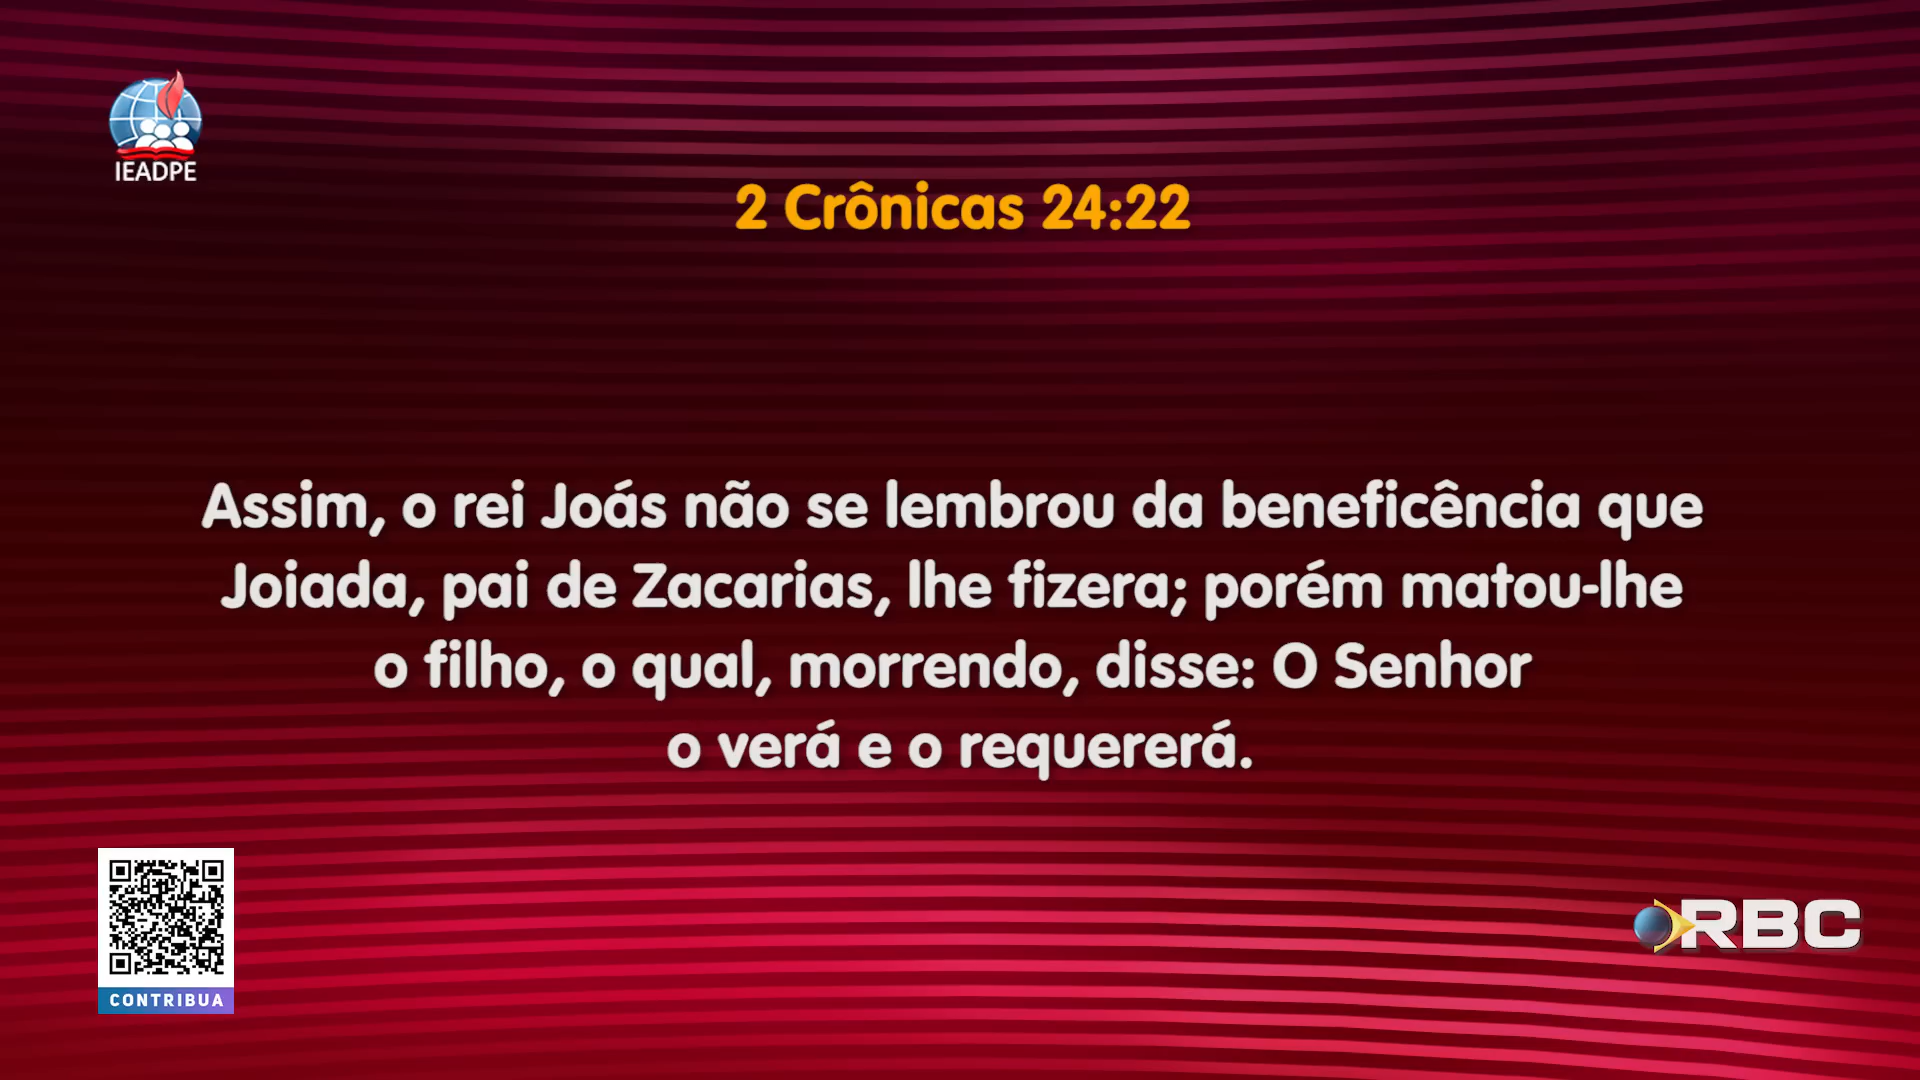 IEADPE
2 Crônicas 24:22
Assim, o rei Joás não se lembrou da beneficência que
Joiada, pai de Zacarias, lhe fizera; porém matou-lhe
o filho, o qual, morrendo, disse: O Senhor
o verá e o requererá.
CONTRIBUA
RBC